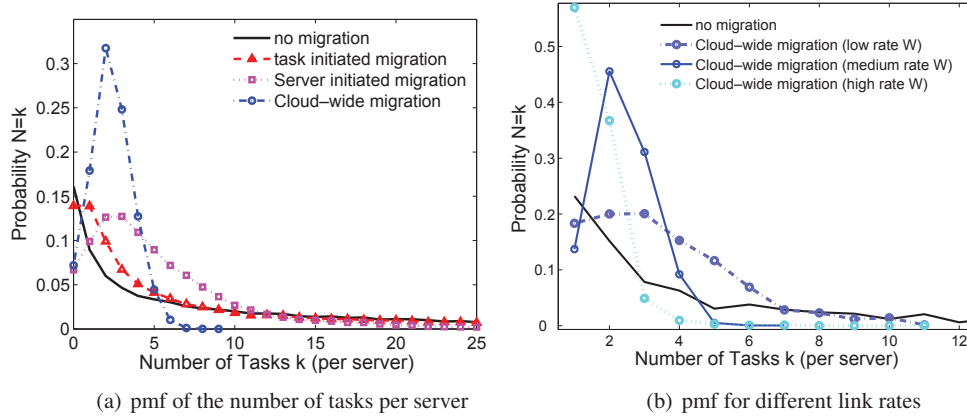 no migration
task initiated migration
Server initiated migration
Cloud–wide migration
0.35
0.3
0.25
0.2
0.15
0.1
0.05
0
Probability N=k
0 5 10 15 20 25
Number of Tasks k (per server)
(a) pmf of the number of tasks per server
no migration
Cloud–wide migration (low rate W)
Cloud–wide migration (medium rate W)
Cloud–wide migration (high rate W)
0.5
0.4
0.3
0.2
0.1
0
Probability N=k
2 4 6 8 10 12
Number of Tasks k (per server)
(b) pmf for different link rates